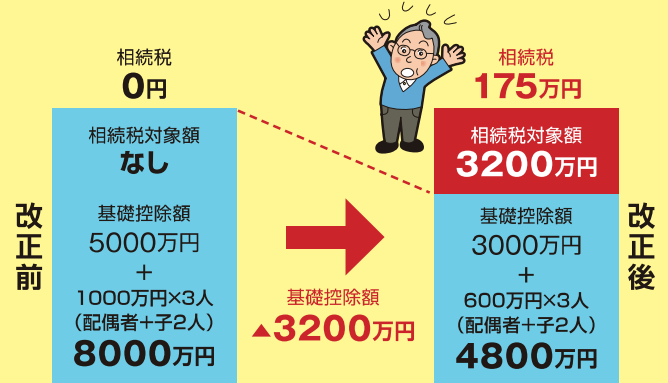 改正前
相続税
0円
相続税対象額
なし
基礎控除額
5000万円
+
1000万円×3人
(配偶者+子2人)
8000万円
基礎控除額
▲3200万円
相続税
175万円
相続税対象額
3200万円
基礎控除額
3000万円
+
600万円×3人
(配偶者+子2人)
4800万円
改正後